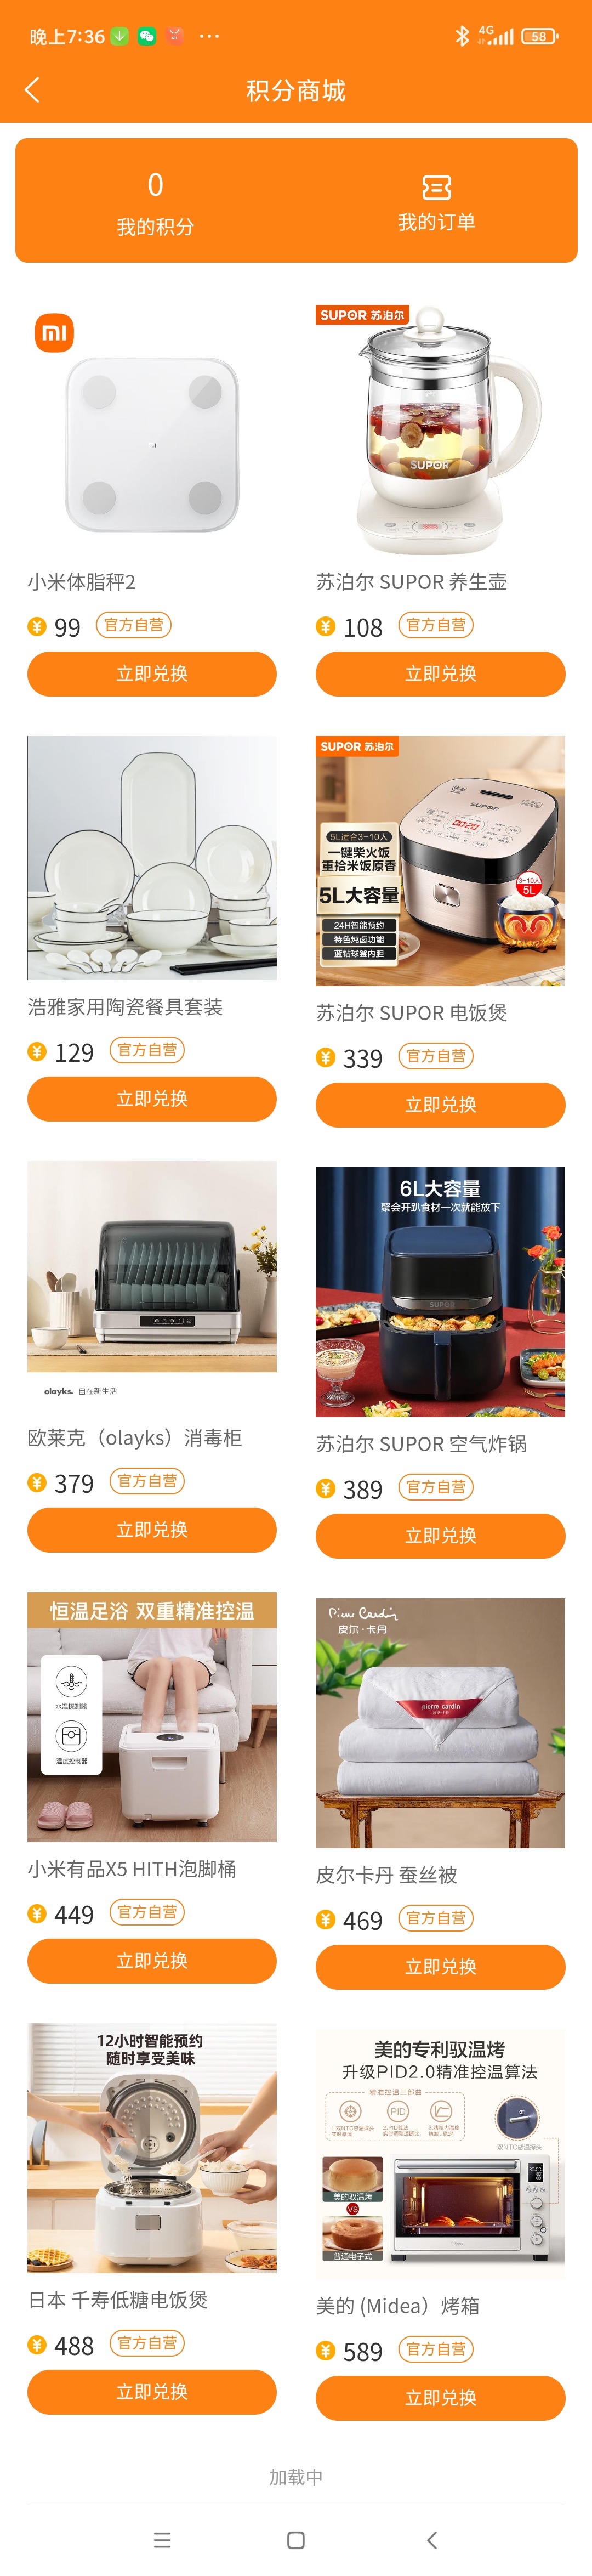 晚上7:36
4G
58
积分商城
0
我的积分
我的订单
SUPOR 苏泊尔
SUPOR
小米体脂秤2
苏泊尔 SUPOR 养生壶
99 官方自营
108 官方自营
立即兑换
立即兑换
SUPOR 苏泊尔
SUPOR
00:20
5L适合3-10人
一键柴火饭
重拾米饭原香
5L大容量
24H智能预约
特色炖卤功能
蓝钻球釜内胆
3-10人
5L
浩雅家用陶瓷餐具套装
苏泊尔 SUPOR 电饭煲
129 官方自营
339 官方自营
立即兑换
立即兑换
olayks. 自在新生活
6L大容量
聚会开趴食材一次就能放下
SUPOR
欧莱克（olayks）消毒柜
苏泊尔 SUPOR 空气炸锅
379 官方自营
389 官方自营
立即兑换
立即兑换
恒温足浴 双重精准控温
水温探测器
温度控制器
Pierre Cardin
皮尔·卡丹
pierre cardin
小米有品X5 HITH泡脚桶
皮尔卡丹 蚕丝被
449 官方自营
469 官方自营
立即兑换
立即兑换
12小时智能预约
随时享受美味
美的专利驭温烤
升级PID2.0精准控温算法
精准控温三部曲
PID
双NTC感温探头
美的驭温烤
VS
普通电子式
日本 千寿低糖电饭煲
美的 (Midea）烤箱
488 官方自营
589 官方自营
立即兑换
立即兑换
加载中